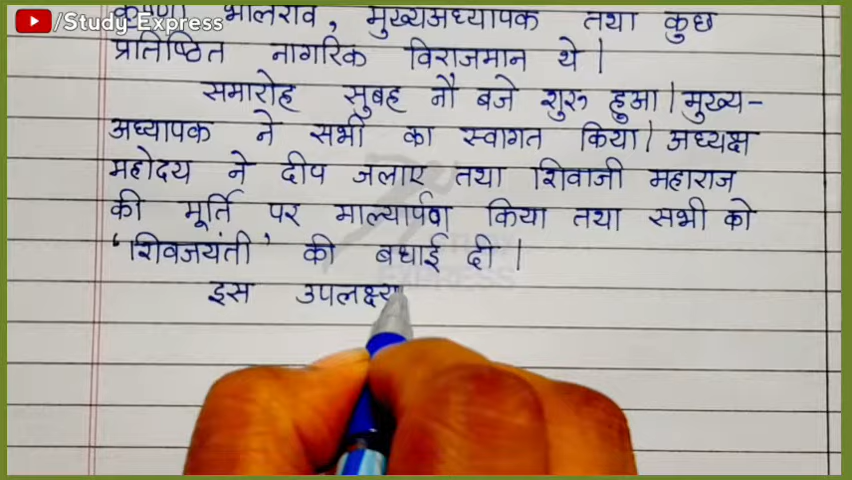 /Study Express
कृष्णा भालेराव, मुख्यअध्यापक तथा कुछ
प्रतिष्ठित नागरिक विराजमान थे।
समारोह सुबह नौ बजे शुरु हुआ। मुख्य-
अध्यापक ने सभी का स्वागत किया। अध्यक्ष
महोदय ने दीप जलाए तथा शिवाजी महाराज
की मूर्ति पर माल्यार्पण किया तथा सभी को
'शिवजयंती' की बधाई दी।
इस उपलक्ष्य